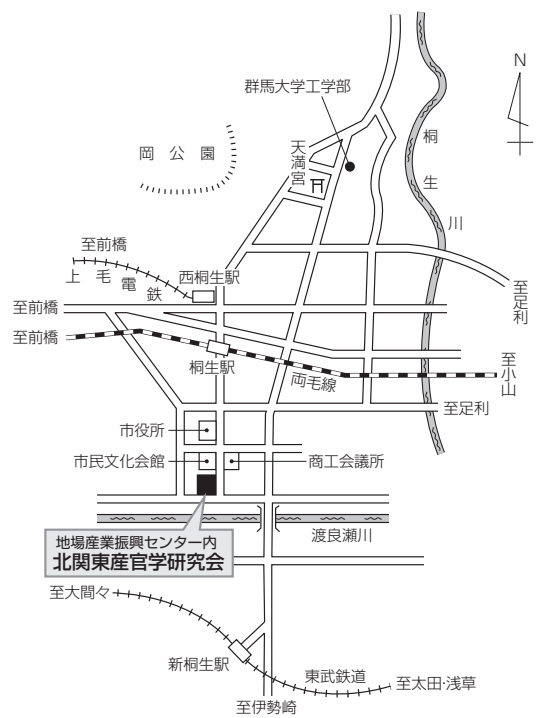 N
群馬大学工学部
桐生川
岡公園
天満宮
至前橋
上毛電鉄
西桐生駅
至足利
至前橋
至前橋
桐生駅
両毛線
至小山
至足利
市役所
市民文化会館
商工会議所
渡良瀬川
地場産業振興センター内
北関東産官学研究会
至大間々
新桐生駅
東武鉄道
至太田・浅草
至伊勢崎